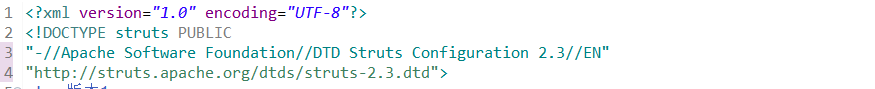 1 <?xml version="1.0" encoding="UTF-8"?>
2 <!DOCTYPE struts PUBLIC
3 "-//Apache Software Foundation//DTD Struts Configuration 2.3//EN"
4 "http://struts.apache.org/dtds/struts-2.3.dtd">